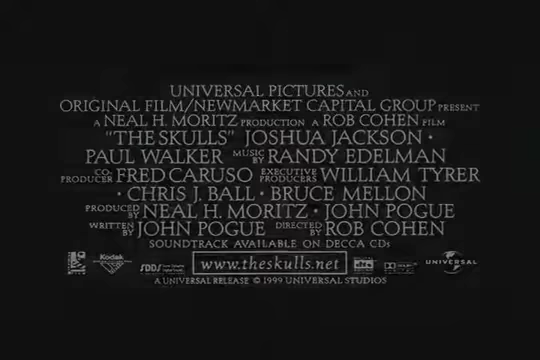 UNIVERSAL PICTURES AND
ORIGINAL FILM/NEWMARKET CAPITAL GROUP PRESENT
A NEAL H. MORITZ PRODUCTION A ROB COHEN FILM
"THE SKULLS" JOSHUA JACKSON •
PAUL WALKER MUSIC BY RANDY EDELMAN
CO-PRODUCER FRED CARUSO EXECUTIVE PRODUCERS WILLIAM TYRER
• CHRIS J. BALL • BRUCE MELLON
PRODUCED BY NEAL H. MORITZ • JOHN POGUE
WRITTEN BY JOHN POGUE DIRECTED BY ROB COHEN
SOUNDTRACK AVAILABLE ON DECCA CDs
Kodak SDDS www.theskulls.net dts DOLBY UNIVERSAL
A UNIVERSAL RELEASE © 1999 UNIVERSAL STUDIOS